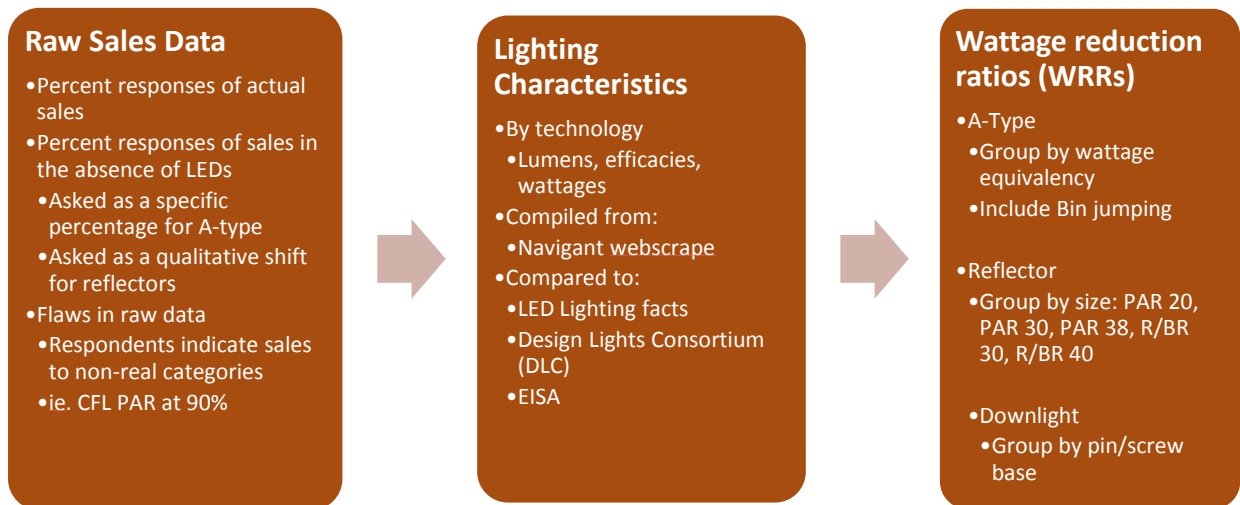 Raw Sales Data
•Percent responses of actual
sales
•Percent responses of sales in
the absence of LEDs
•Asked as a specific
percentage for A-type
•Asked as a qualitative shift
for reflectors
•Flaws in raw data
•Respondents indicate sales
to non-real categories
•ie. CFL PAR at 90%
Lighting
Characteristics
•By technology
•Lumens, efficacies,
wattages
•Compiled from:
•Navigant webscrape
•Compared to:
•LED Lighting facts
•Design Lights Consortium
(DLC)
•EISA
Wattage reduction
ratios (WRRs)
•A-Type
•Group by wattage
equivalency
•Include Bin jumping
•Reflector
•Group by size: PAR 20,
PAR 30, PAR 38, R/BR
30, R/BR 40
•Downlight
•Group by pin/screw
base